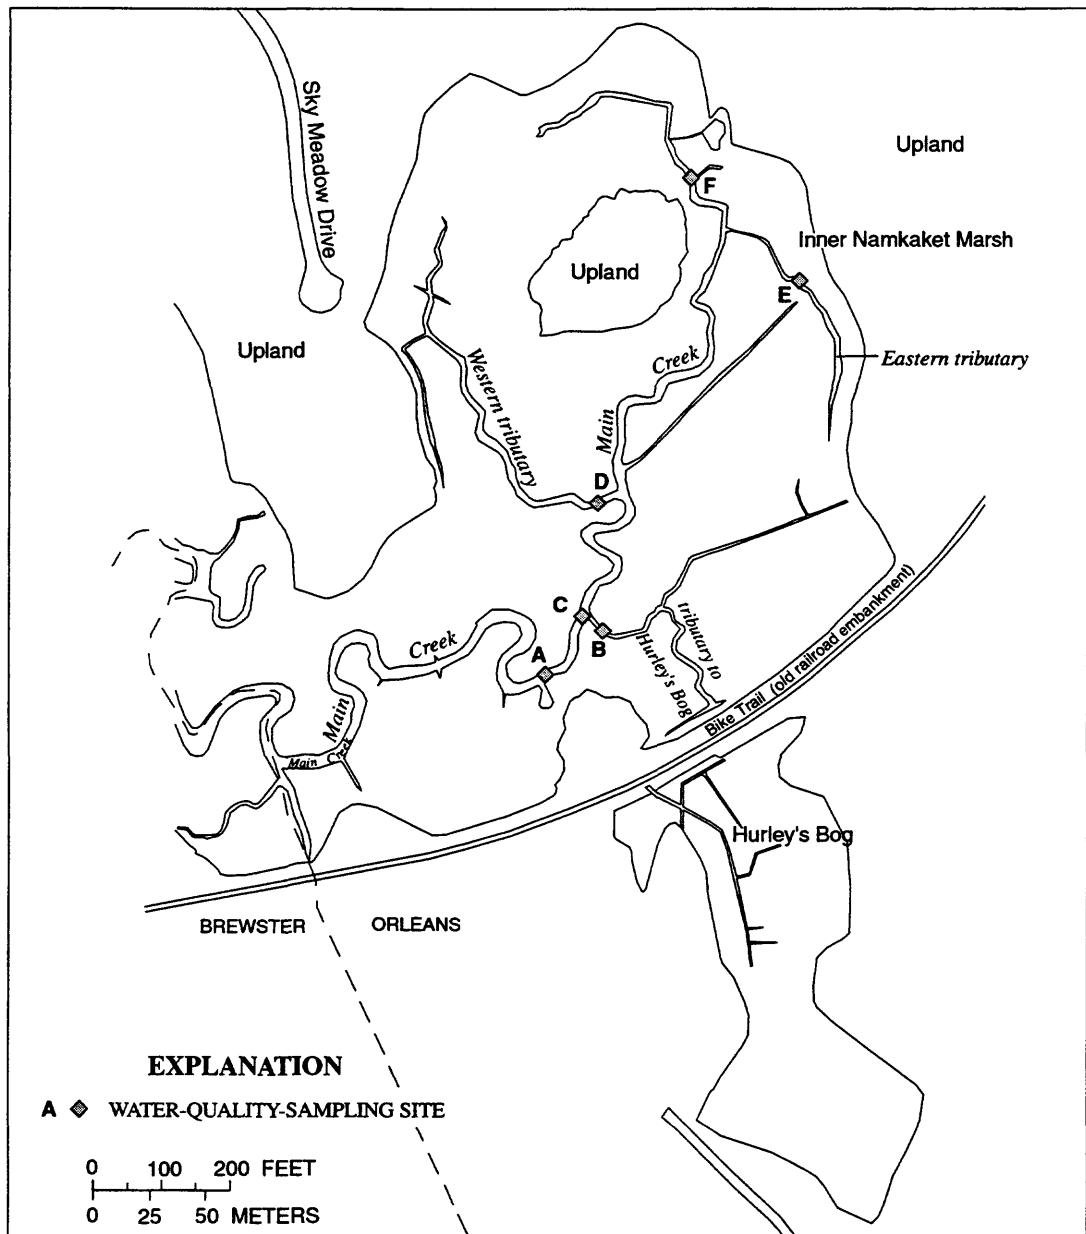 Sky Meadow Drive
Upland
F
Inner Namkaket Marsh
Upland
E
Upland
Creek
Eastern tributary
Western tributary
Main
D
C
B
A
Creek
Main
Main Creek
tributary to
Hurley's Bog
Bike Trail (old railroad embankment)
Hurley's Bog
BREWSTER
ORLEANS
EXPLANATION
A WATER-QUALITY-SAMPLING SITE
0 100 200 FEET
0 25 50 METERS